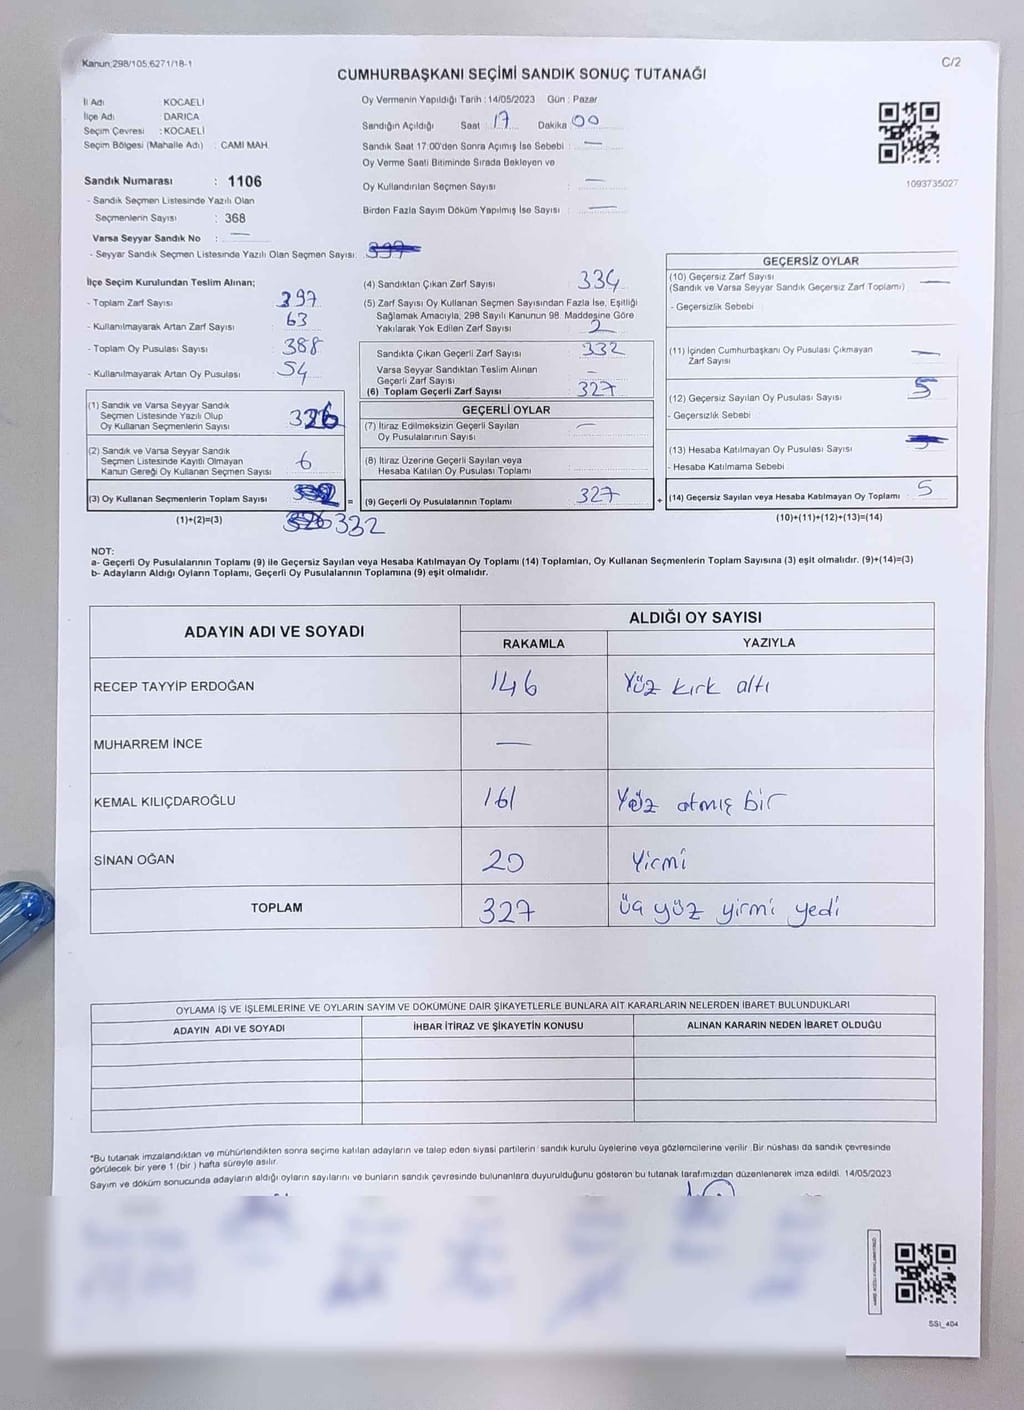 Kanun:298/105,6271/18-1
C/2
CUMHURBAŞKANI SEÇİMİ SANDIK SONUÇ TUTANAĞI
İl Adı KOCAELİ
İlçe Adı DARICA
Seçim Çevresi : KOCAELİ
Seçim Bölgesi (Mahalle Adı) : CAMİ MAH.
Sandık Numarası : 1106
- Sandık Seçmen Listesinde Yazılı Olan
Seçmenlerin Sayısı : 368
Varsa Seyyar Sandık No : —
- Seyyar Sandık Seçmen Listesinde Yazılı Olan Seçmen Sayısı:
Oy Vermenin Yapıldığı Tarih : 14/05/2023 Gün : Pazar
Sandığın Açıldığı Saat 17 Dakika 00
Sandık Saat 17:00'den Sonra Açılmış İse Sebebi : —
Oy Verme Saati Bitiminde Sırada Bekleyen ve
Oy Kullandırılan Seçmen Sayısı : —
Birden Fazla Sayım Döküm Yapılmış İse Sayısı : —
1093735027
İlçe Seçim Kurulundan Teslim Alınan;
- Toplam Zarf Sayısı 397
- Kullanılmayarak Artan Zarf Sayısı 63
- Toplam Oy Pusulası Sayısı 388
- Kullanılmayarak Artan Oy Pusulası 54
(1) Sandık ve Varsa Seyyar Sandık
Seçmen Listesinde Yazılı Olup
Oy Kullanan Seçmenlerin Sayısı 326
(2) Sandık ve Varsa Seyyar Sandık
Seçmen Listesinde Kayıtlı Olmayan
Kanun Gereği Oy Kullanan Seçmen Sayısı 6
(3) Oy Kullanan Seçmenlerin Toplam Sayısı
(1)+(2)=(3) 332
(4) Sandıktan Çıkan Zarf Sayısı 334
(5) Zarf Sayısı Oy Kullanan Seçmen Sayısından Fazla İse, Eşitliği
Sağlamak Amacıyla, 298 Sayılı Kanunun 98. Maddesine Göre
Yakılarak Yok Edilen Zarf Sayısı 2
Sandıkta Çıkan Geçerli Zarf Sayısı 332
Varsa Seyyar Sandıktan Teslim Alınan
Geçerli Zarf Sayısı —
(6) Toplam Geçerli Zarf Sayısı 327
GEÇERLİ OYLAR
(7) İtiraz Edilmeksizin Geçerli Sayılan
Oy Pusulalarının Sayısı —
(8) İtiraz Üzerine Geçerli Sayılan veya
Hesaba Katılan Oy Pusulası Toplamı
= (9) Geçerli Oy Pusulalarının Toplamı 327
GEÇERSİZ OYLAR
(10) Geçersiz Zarf Sayısı
(Sandık ve Varsa Seyyar Sandık Geçersiz Zarf Toplamı) —
- Geçersizlik Sebebi
(11) İçinden Cumhurbaşkanı Oy Pusulası Çıkmayan
Zarf Sayısı —
(12) Geçersiz Sayılan Oy Pusulası Sayısı 5
- Geçersizlik Sebebi
(13) Hesaba Katılmayan Oy Pusulası Sayısı
- Hesaba Katılmama Sebebi
+ (14) Geçersiz Sayılan veya Hesaba Katılmayan Oy Toplamı 5
(10)+(11)+(12)+(13)=(14)
NOT:
a- Geçerli Oy Pusulalarının Toplamı (9) ile Geçersiz Sayılan veya Hesaba Katılmayan Oy Toplamı (14) Toplamları, Oy Kullanan Seçmenlerin Toplam Sayısına (3) eşit olmalıdır. (9)+(14)=(3)
b- Adayların Aldığı Oyların Toplamı, Geçerli Oy Pusulalarının Toplamına (9) eşit olmalıdır.
ADAYIN ADI VE SOYADI
ALDIĞI OY SAYISI
RAKAMLA YAZIYLA
RECEP TAYYİP ERDOĞAN 146 Yüz kırk altı
MUHARREM İNCE —
KEMAL KILIÇDAROĞLU 161 Yüz atmış bir
SİNAN OĞAN 20 Yirmi
TOPLAM 327 üç yüz yirmi yedi
OYLAMA İŞ VE İŞLEMLERİNE VE OYLARIN SAYIM VE DÖKÜMÜNE DAİR ŞİKAYETLERLE BUNLARA AİT KARARLARIN NELERDEN İBARET BULUNDUKLARI
ADAYIN ADI VE SOYADI İHBAR İTİRAZ VE ŞİKAYETİN KONUSU ALINAN KARARIN NEDEN İBARET OLDUĞU
*Bu tutanak imzalandıktan ve mühürlendikten sonra seçime katılan adayların ve talep eden siyasi partilerin sandık kurulu üyelerine veya gözlemcilerine verilir. Bir nüshası da sandık çevresinde
görülecek bir yere 1 (bir) hafta süreyle asılır.
Sayım ve döküm sonucunda adayların aldığı oyların sayılarını ve bunların sandık çevresinde bulunanlara duyurulduğunu gösteren bu tutanak tarafımızdan düzenlenerek imza edildi. 14/05/2023
SSI_404